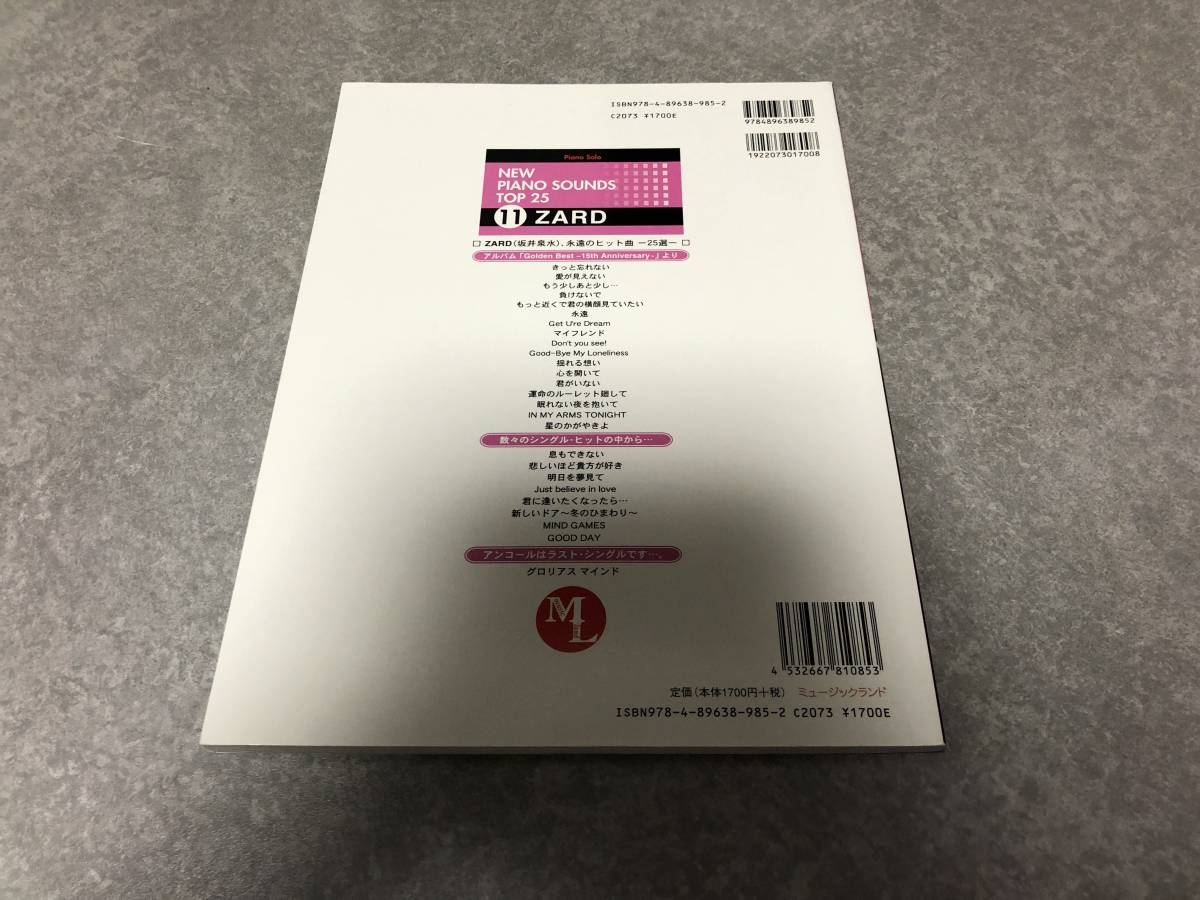 ISBN978-4-89638-985-2
C2073 ¥1700E
9784896389852
1922073017008
Piano Solo
NEW
PIANO SOUNDS
TOP 25
11 ZARD
□ ZARD(坂井泉水)、永遠のヒット曲 ー25選ー □
アルバム「Golden Best -15th Anniversary-」より
きっと忘れない
愛が見えない
もう少しあと少し…
負けないで
もっと近くで君の横顔見ていたい
永遠
Get U're Dream
マイフレンド
Don't you see!
Good-Bye My Loneliness
揺れる想い
心を開いて
君がいない
運命のルーレット廻して
眠れない夜を抱いて
IN MY ARMS TONIGHT
星のかがやきよ
数々のシングル・ヒットの中から…
息もできない
悲しいほど貴方が好き
明日を夢見て
Just believe in love
君に逢いたくなったら…
新しいドア〜冬のひまわり〜
MIND GAMES
GOOD DAY
アンコールはラスト・シングルです…。
グロリアス マインド
ML
4 532667 810853
定価(本体1700円+税) ミュージックランド
ISBN978-4-89638-985-2 C2073 ¥1700E